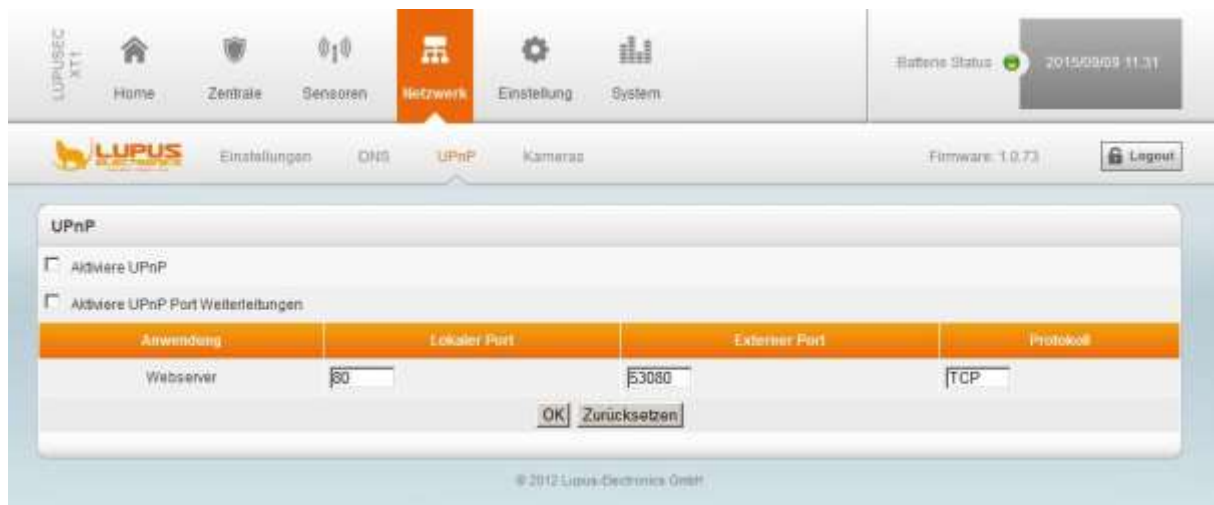 LUPUSEC
XT1
Home
Zentrale
Sensoren
Netzwerk
Einstellung
System
Batterie Status
2015/09/09 11:31
LUPUS
ELECTRONICS
Einstellungen
DNS
UPnP
Kameras
Firmware: 1.0.73
Logout
UPnP
Aktiviere UPnP
Aktiviere UPnP Port Weiterleitungen
Anwendung
Lokaler Port
Externer Port
Protokoll
Webserver
80
53080
TCP
OK
Zurücksetzen
© 2012 Lupus-Electronics GmbH